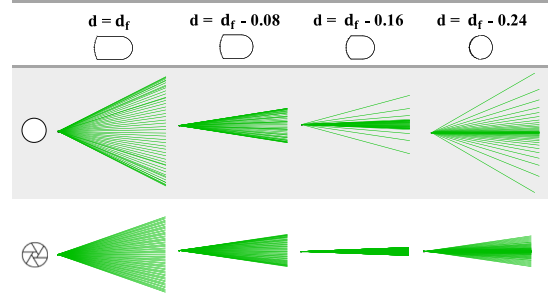 d = d_f d = d_f - 0.08 d = d_f - 0.16 d = d_f - 0.24